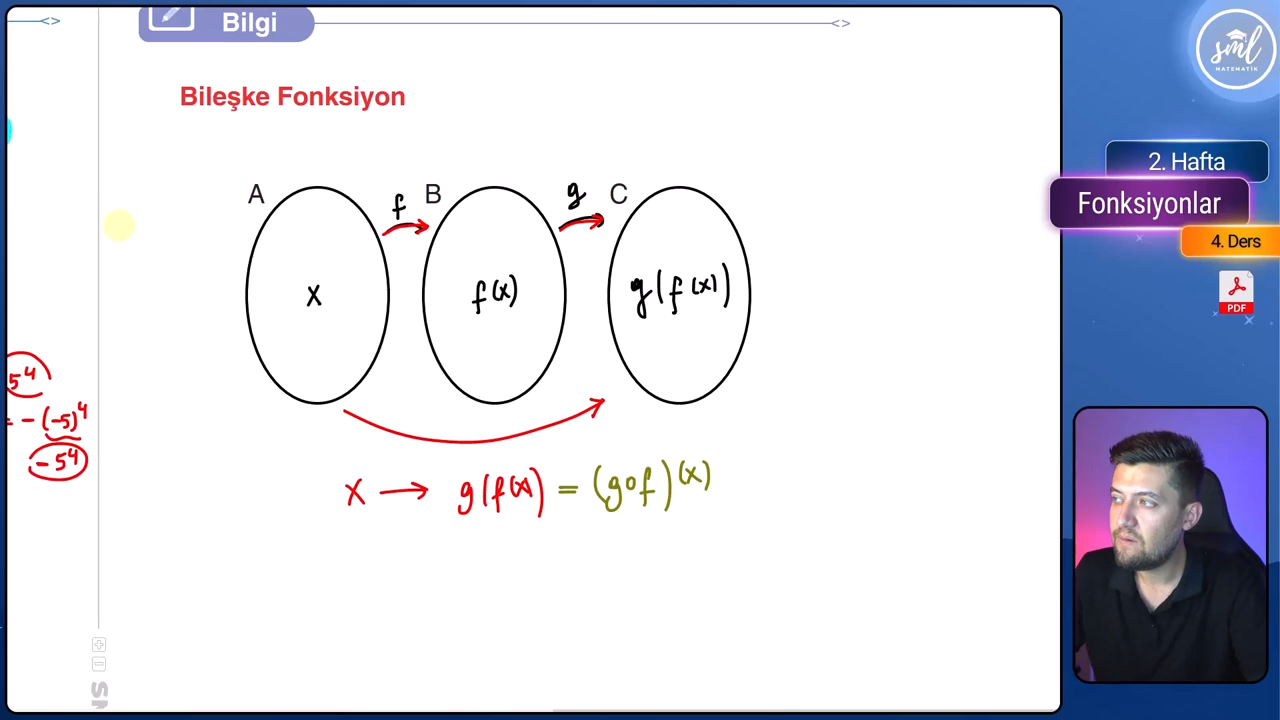 Bilgi
Bileşke Fonksiyon
A f B g C
x f(x) g(f(x))
x → g(f(x)) = (gof)(x)
5⁴
= -(-5)⁴
-5⁴
sml
MATEMATİK
2. Hafta
Fonksiyonlar
4. Ders
PDF